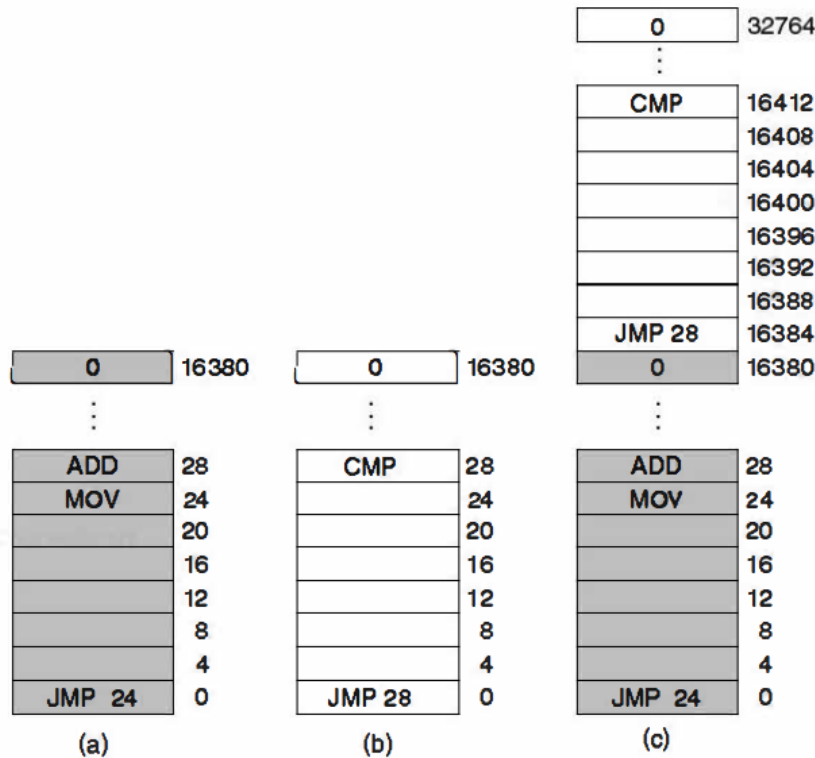 0 32764
CMP 16412
16408
16404
16400
16396
16392
16388
JMP 28 16384
0 16380
0 16380
0 16380
ADD 28
MOV 24
20
16
12
8
4
JMP 24 0
(a)
CMP 28
24
20
16
12
8
4
JMP 28 0
(b)
ADD 28
MOV 24
20
16
12
8
4
JMP 24 0
(c)